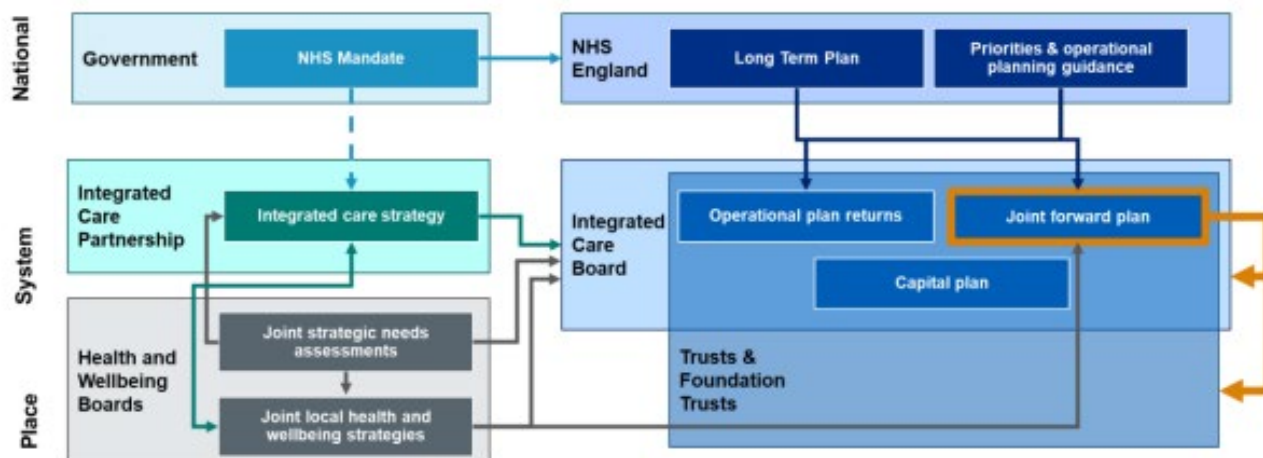 National
Government
NHS Mandate
NHS
England
Long Term Plan
Priorities & operational
planning guidance
System
Integrated
Care
Partnership
Integrated care strategy
Integrated
Care
Board
Operational plan returns
Joint forward plan
Capital plan
Place
Health and
Wellbeing
Boards
Joint strategic needs
assessments
Joint local health and
wellbeing strategies
Trusts &
Foundation
Trusts